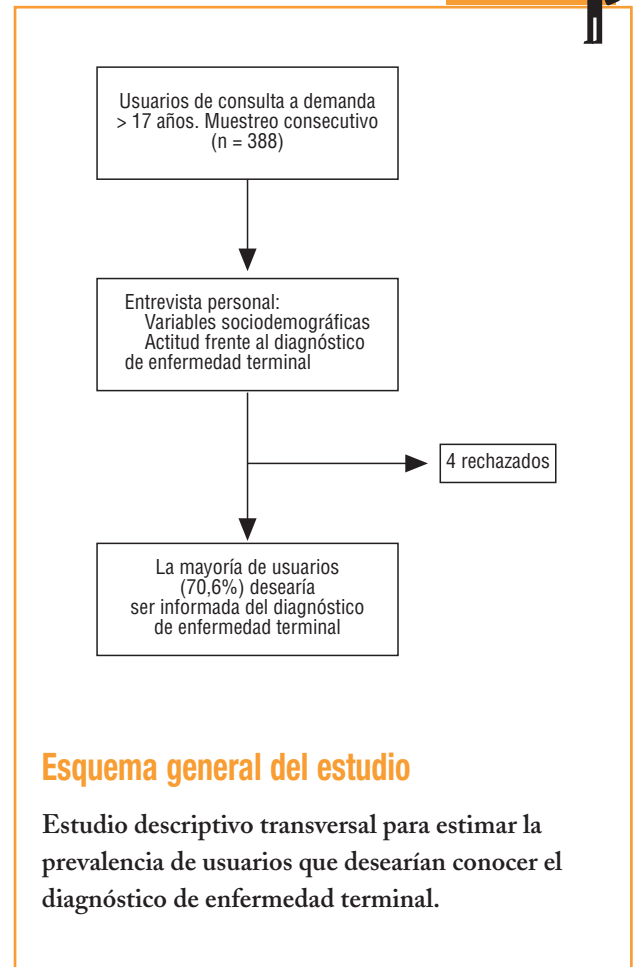 Usuarios de consulta a demanda
> 17 años. Muestreo consecutivo
(n = 388)
Entrevista personal:
Variables sociodemográficas
Actitud frente al diagnóstico
de enfermedad terminal
4 rechazados
La mayoría de usuarios
(70,6%) desearía
ser informada del diagnóstico
de enfermedad terminal
Esquema general del estudio
Estudio descriptivo transversal para estimar la
prevalencia de usuarios que desearían conocer el
diagnóstico de enfermedad terminal.